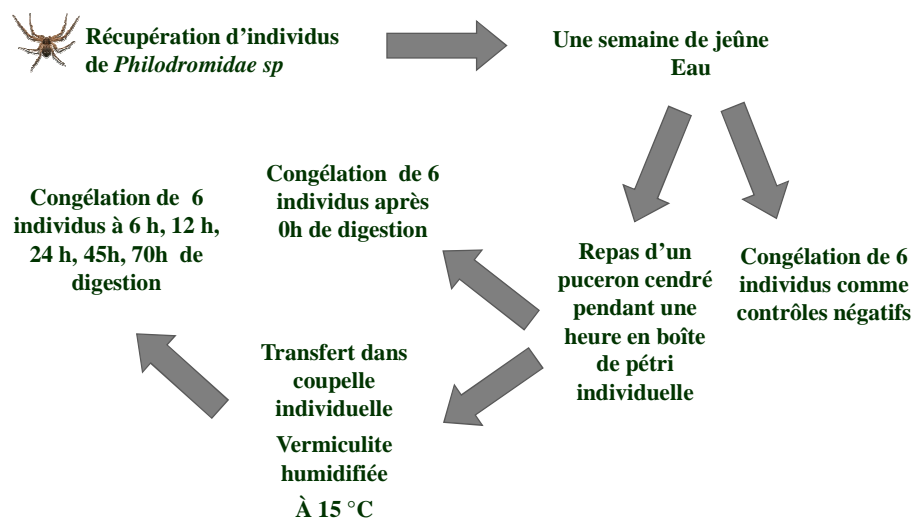 Récupération d’individus
de Philodromidae sp
Une semaine de jeûne
Eau
Repas d’un
puceron cendré
pendant une
heure en boîte
de pétri
individuelle
Congélation de 6
individus comme
contrôles négatifs
Congélation de 6
individus après
0h de digestion
Transfert dans
coupelle
individuelle
Vermiculite
humidifiée
À 15 °C
Congélation de 6
individus à 6 h, 12 h,
24 h, 45h, 70h de
digestion